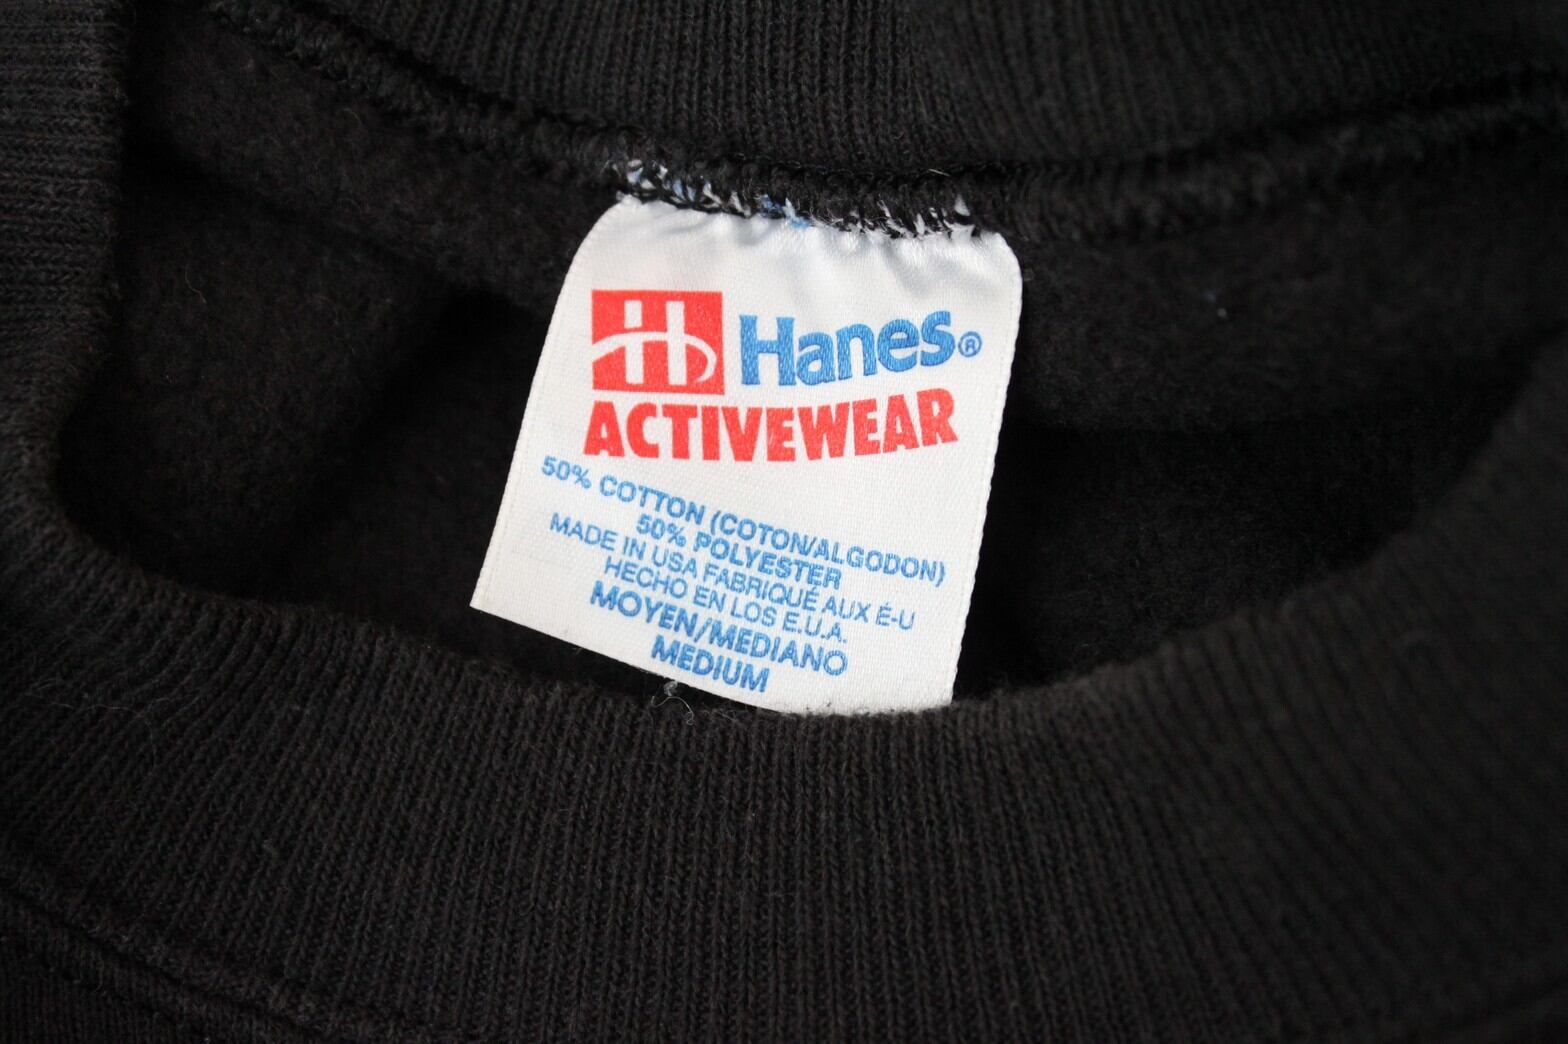 H Hanes®
ACTIVEWEAR
50% COTTON (COTON/ALGODON)
50% POLYESTER
MADE IN USA FABRIQUÉ AUX É-U
HECHO EN LOS E.U.A.
MOYEN/MEDIANO
MEDIUM